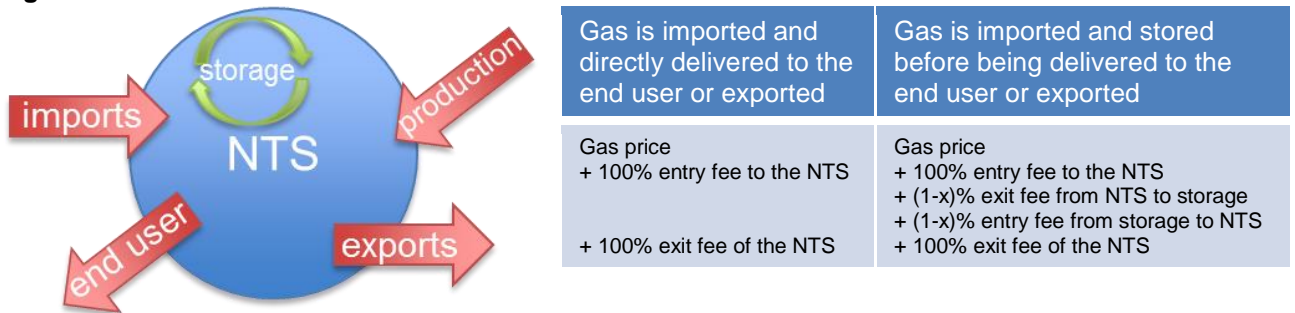 storage
imports
production
NTS
end user
exports
Gas is imported and
directly delivered to the
end user or exported
Gas is imported and stored
before being delivered to the
end user or exported
Gas price
+ 100% entry fee to the NTS
+ 100% exit fee of the NTS
Gas price
+ 100% entry fee to the NTS
+ (1-x)% exit fee from NTS to storage
+ (1-x)% entry fee from storage to NTS
+ 100% exit fee of the NTS